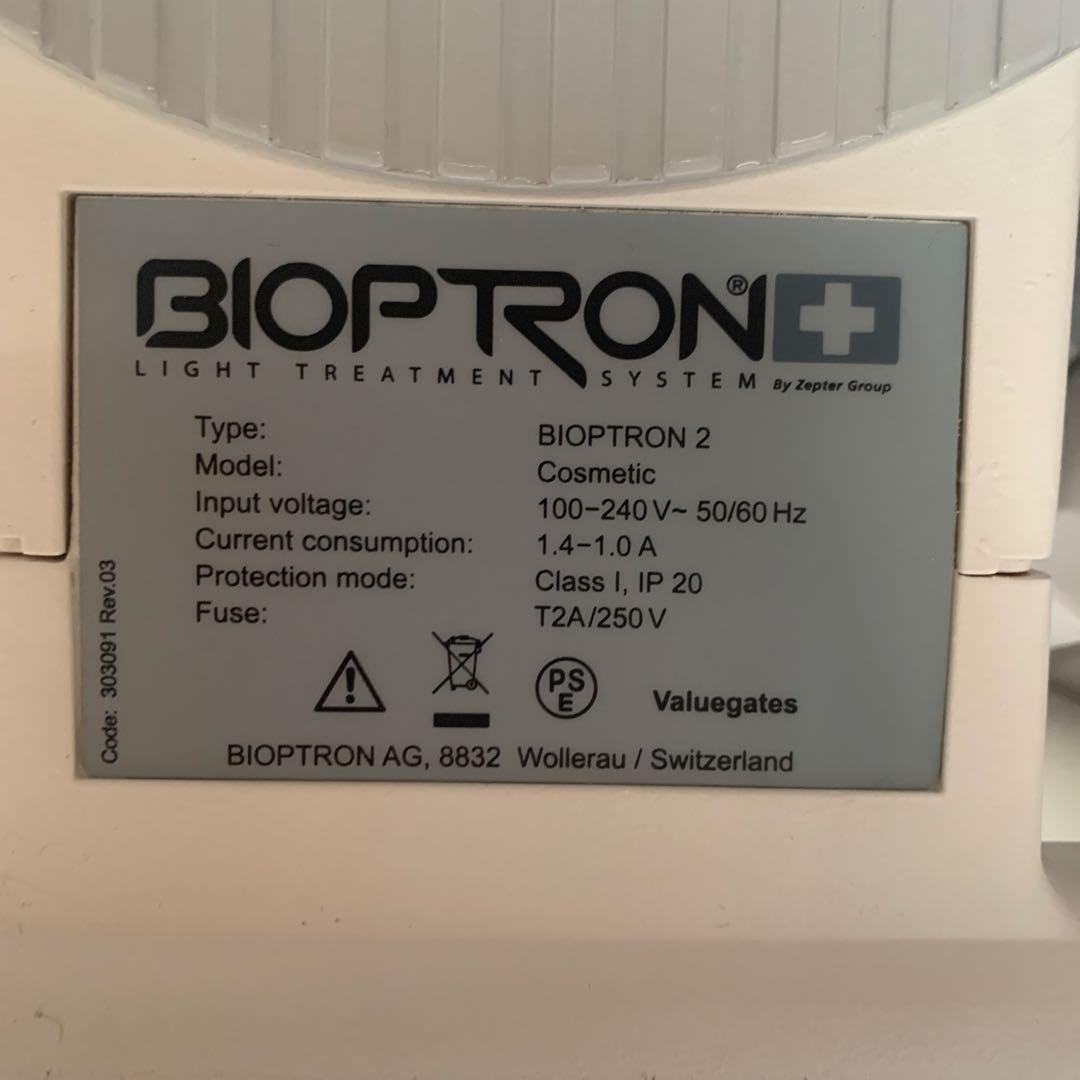 BIOPTRON®
LIGHT TREATMENT SYSTEM By Zepter Group
Type: BIOPTRON 2
Model: Cosmetic
Input voltage: 100–240 V~ 50/60 Hz
Current consumption: 1.4–1.0 A
Protection mode: Class I, IP 20
Fuse: T2A/250 V
PS
E
Valuegates
BIOPTRON AG, 8832 Wollerau / Switzerland
Code: 303091 Rev.03